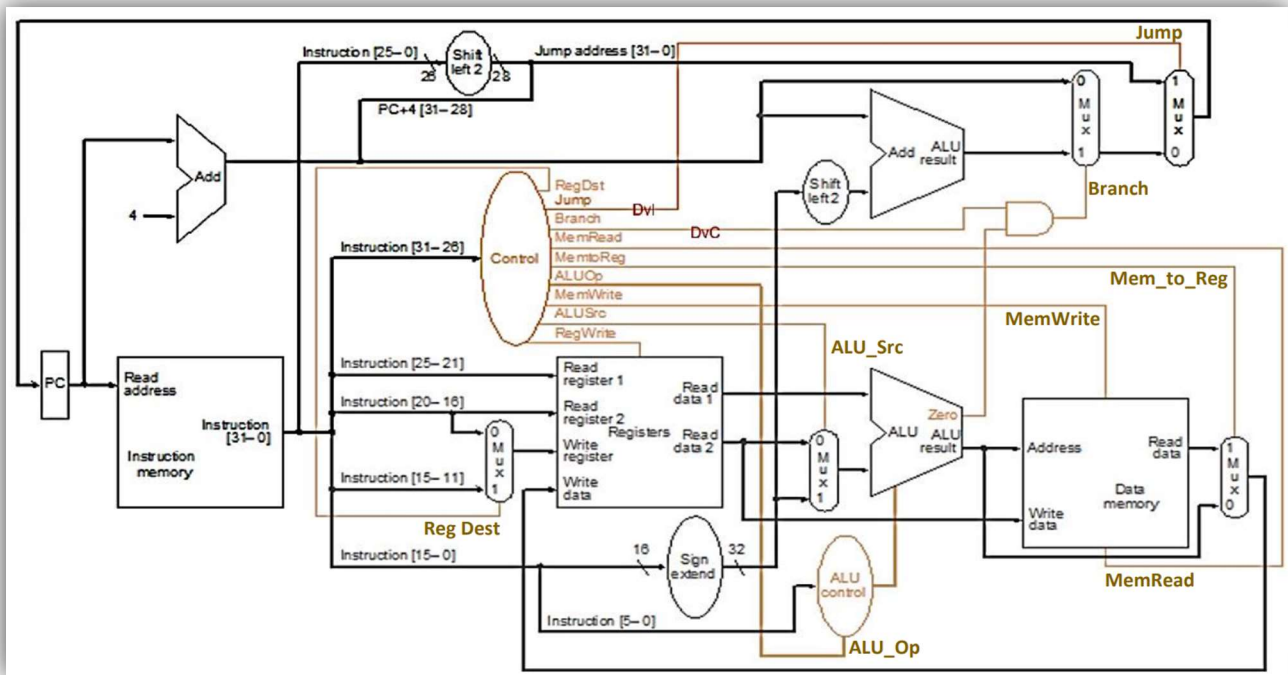 Jump
Instruction [25–0]
Shift
left 2
26
28
Jump address [31–0]
PC+4 [31–28]
0
M
u
x
1
1
M
u
x
0
Add
ALU
result
Add
4
Shift
left 2
Branch
RegDst
Jump
Branch
MemRead
MemtoReg
ALUOp
MemWrite
ALUSrc
RegWrite
DvI
DvC
Control
Instruction [31–26]
Mem_to_Reg
MemWrite
ALU_Src
PC
Read
address
Instruction
[31–0]
Instruction
memory
Instruction [25–21]
Instruction [20–16]
Instruction [15–11]
Instruction [15–0]
Instruction [5–0]
0
M
u
x
1
Reg Dest
Read
register 1
Read
register 2
Write
register
Write
data
Registers
Read
data 1
Read
data 2
0
M
u
x
1
Zero
ALU
ALU
result
Address
Write
data
Read
data
Data
memory
1
M
u
x
0
16
Sign
extend
32
ALU
control
MemRead
ALU_Op